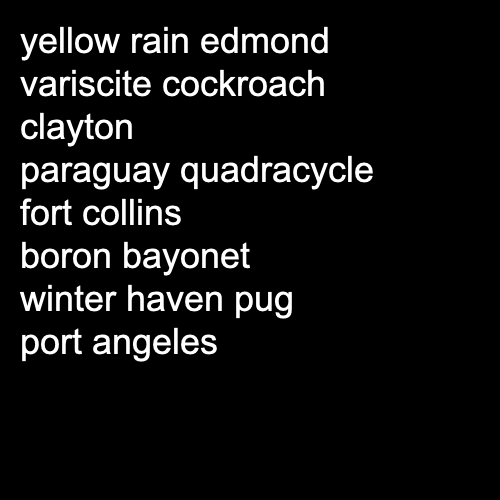 yellow rain edmond
variscite cockroach
clayton
paraguay quadracycle
fort collins
boron bayonet
winter haven pug
port angeles